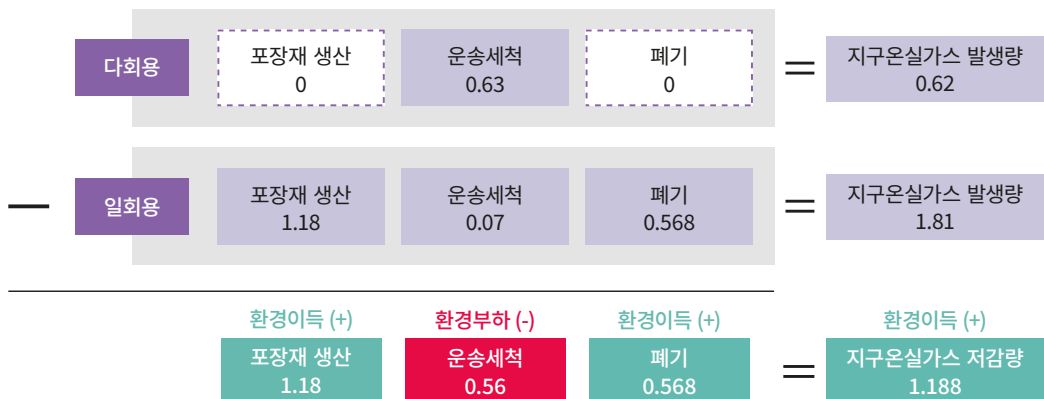 다회용
포장재 생산
0
운송세척
0.63
폐기
0
=
지구온실가스 발생량
0.62
—
일회용
포장재 생산
1.18
운송세척
0.07
폐기
0.568
=
지구온실가스 발생량
1.81
환경이득 (+)
포장재 생산
1.18
환경부하 (-)
운송세척
0.56
환경이득 (+)
폐기
0.568
=
환경이득 (+)
지구온실가스 저감량
1.188